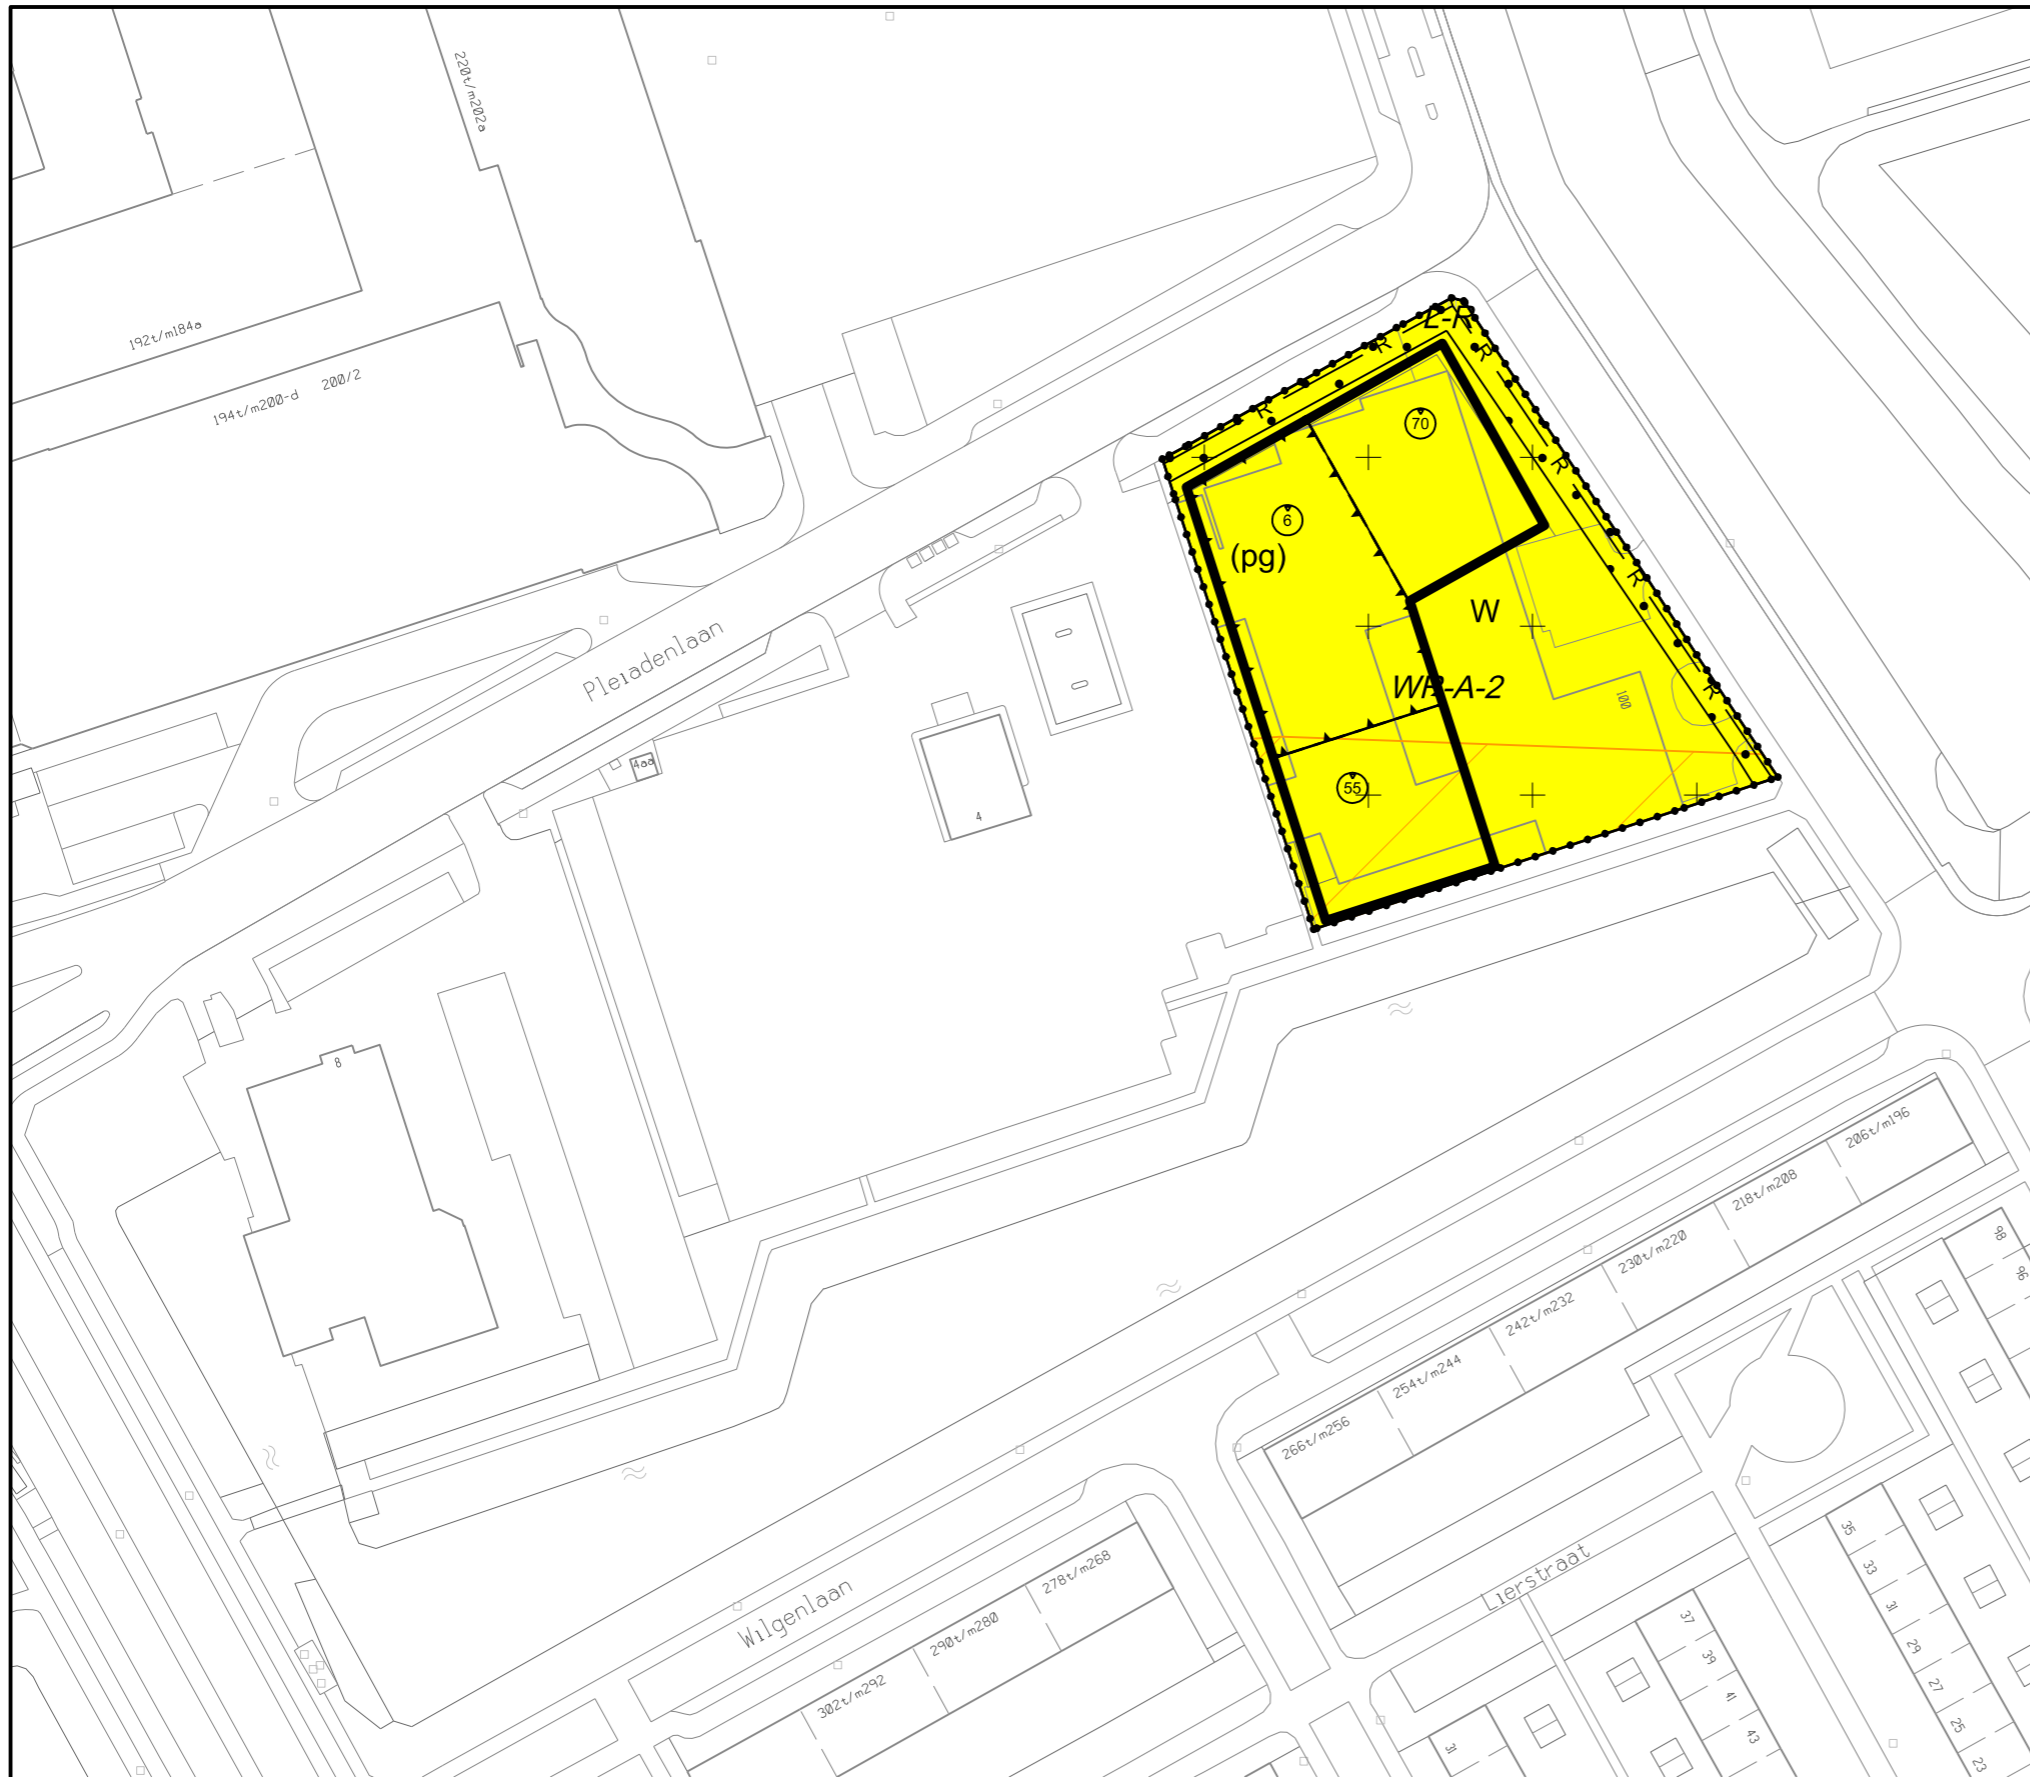 220t/m202a
192t/m184a
194t/m200-d 200/2
L-R
R
R
R
R
R
R
70
6
(pg)
W
WR-A-2
100
55
Pleiadenlaan
4aa
4
8
206t/m196
218t/m208
230t/m220
242t/m232
254t/m244
266t/m256
98
96
Wilgenlaan
278t/m268
290t/m280
302t/m292
Lierstraat
35
33
31
29
27
25
23
37
39
41
43
31